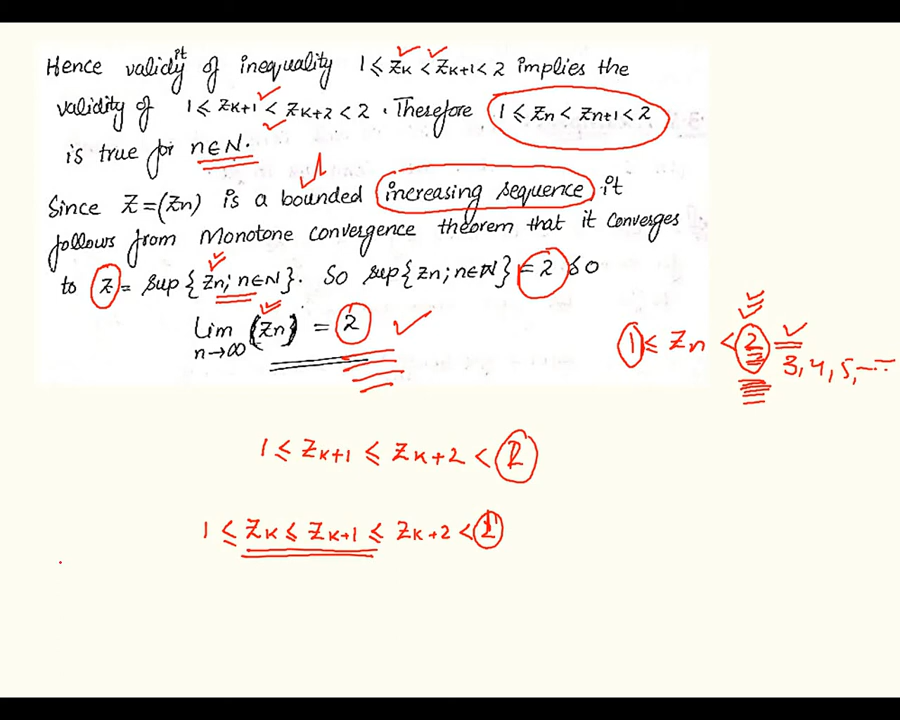 Hence validity of inequality 1 ≤ Zk < Zk+1 < 2 implies the
validity of 1 ≤ Zk+1 < Zk+2 < 2 . Therefore 1 ≤ Zn < Zn+1 < 2
is true for n∈N.
Since Z=(Zn) is a bounded increasing sequence it
follows from Monotone convergence theorem that it converges
to Z = sup{Zn; n∈N}. So sup{Zn; n∈N} = 2 so
Lim n→∞ (Zn) = 2
1 ≤ Zn < 2
3, 4, 5, ---
1 ≤ Zk+1 ≤ Zk+2 < 2
1 ≤ Zk ≤ Zk+1 ≤ Zk+2 < 2